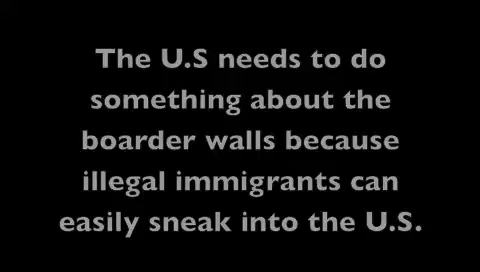 The U.S needs to do
something about the
boarder walls because
illegal immigrants can
easily sneak into the U.S.